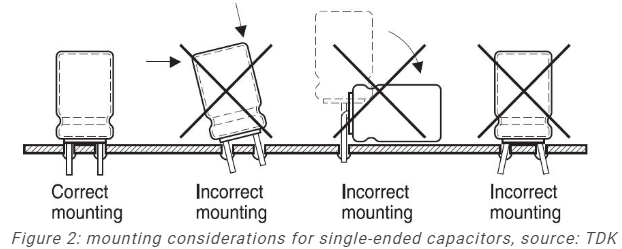 Correct mounting
Incorrect mounting
Incorrect mounting
Incorrect mounting
Figure 2: mounting considerations for single-ended capacitors, source: TDK